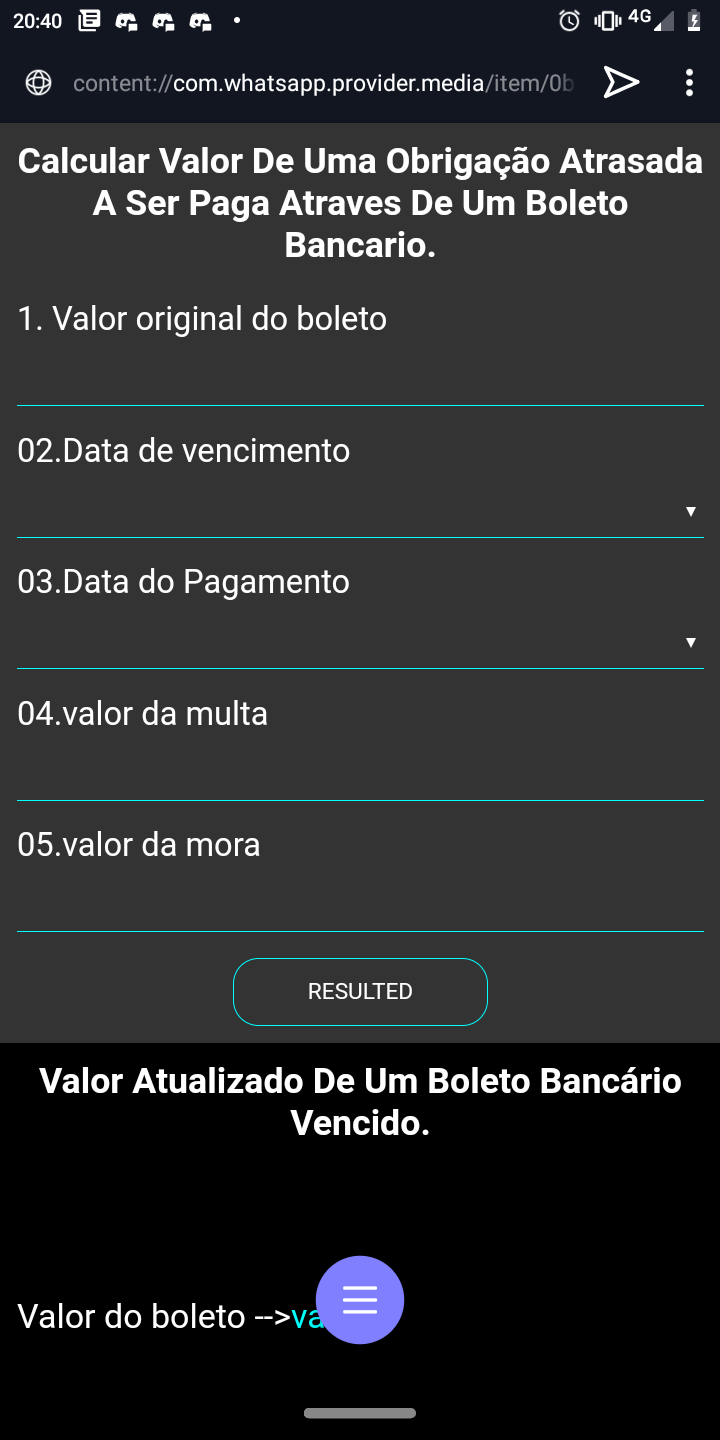 20:40
4G
content://com.whatsapp.provider.media/item/0b
Calcular Valor De Uma Obrigação Atrasada
A Ser Paga Atraves De Um Boleto
Bancario.
1. Valor original do boleto
02.Data de vencimento
03.Data do Pagamento
04.valor da multa
05.valor da mora
RESULTED
Valor Atualizado De Um Boleto Bancário
Vencido.
Valor do boleto -->va